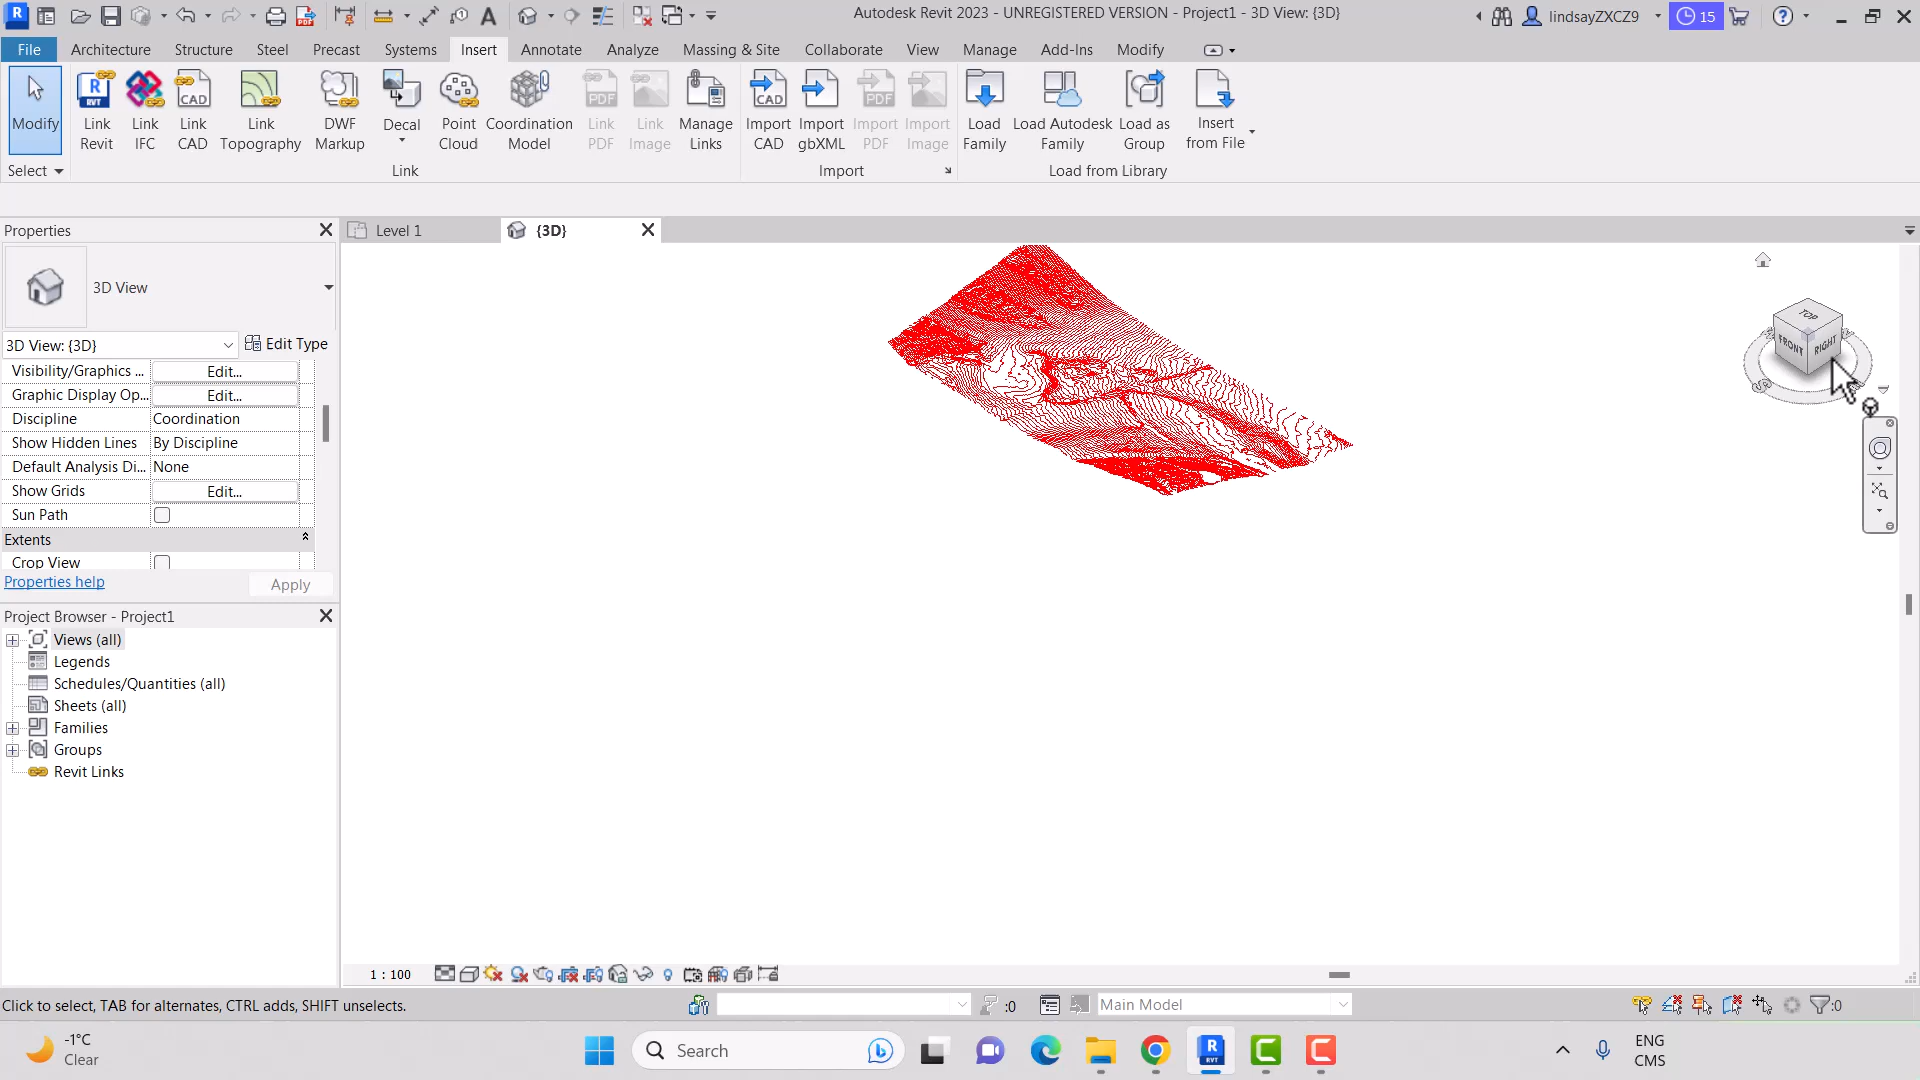 Autodesk Revit 2023 - UNREGISTERED VERSION - Project1 - 3D View: {3D}
lindsayZXCZ9
15
File Architecture Structure Steel Precast Systems Insert Annotate Analyze Massing & Site Collaborate View Manage Add-Ins Modify
Modify
Link Revit
Link IFC
Link CAD
Link Topography
DWF Markup
Decal
Point Cloud
Coordination Model
Link PDF
Link Image
Manage Links
Import CAD
Import gbXML
Import PDF
Import Image
Load Family
Load Autodesk Family
Load as Group
Insert from File
Select
Link
Import
Load from Library
Properties
Level 1
{3D}
3D View
3D View: {3D}
Edit Type
Visibility/Graphics ... Edit...
Graphic Display Op... Edit...
Discipline Coordination
Show Hidden Lines By Discipline
Default Analysis Di... None
Show Grids Edit...
Sun Path
Extents
Crop View
Properties help
Apply
TOP
FRONT
RIGHT
Project Browser - Project1
Views (all)
Legends
Schedules/Quantities (all)
Sheets (all)
Families
Groups
Revit Links
1 : 100
Click to select, TAB for alternates, CTRL adds, SHIFT unselects.
:0
Main Model
:0
-1°C
Clear
Search
ENG
CMS